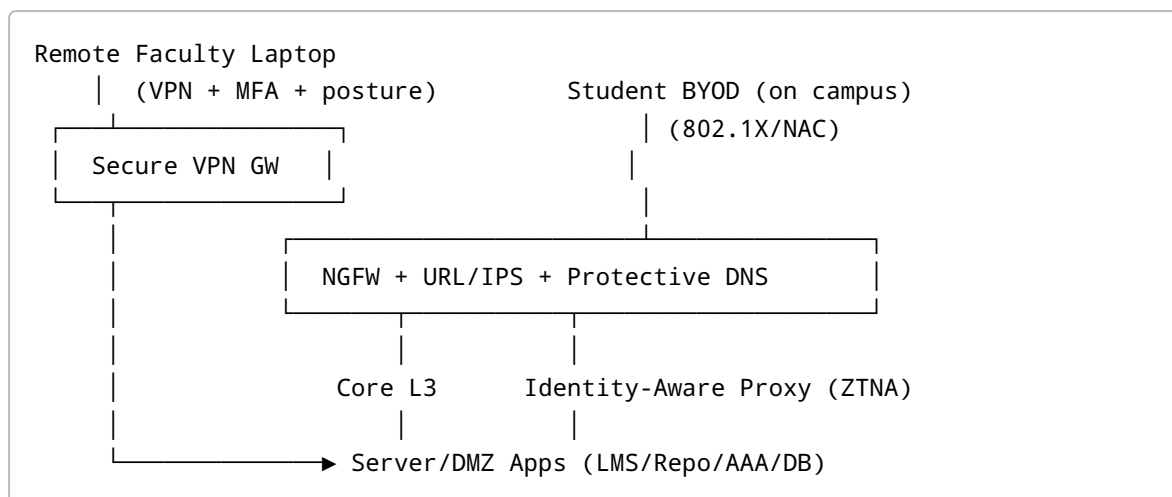 Remote Faculty Laptop
(VPN + MFA + posture) Student BYOD (on campus)
(802.1X/NAC)
Secure VPN GW
NGFW + URL/IPS + Protective DNS
Core L3 Identity-Aware Proxy (ZTNA)
Server/DMZ Apps (LMS/Repo/AAA/DB)